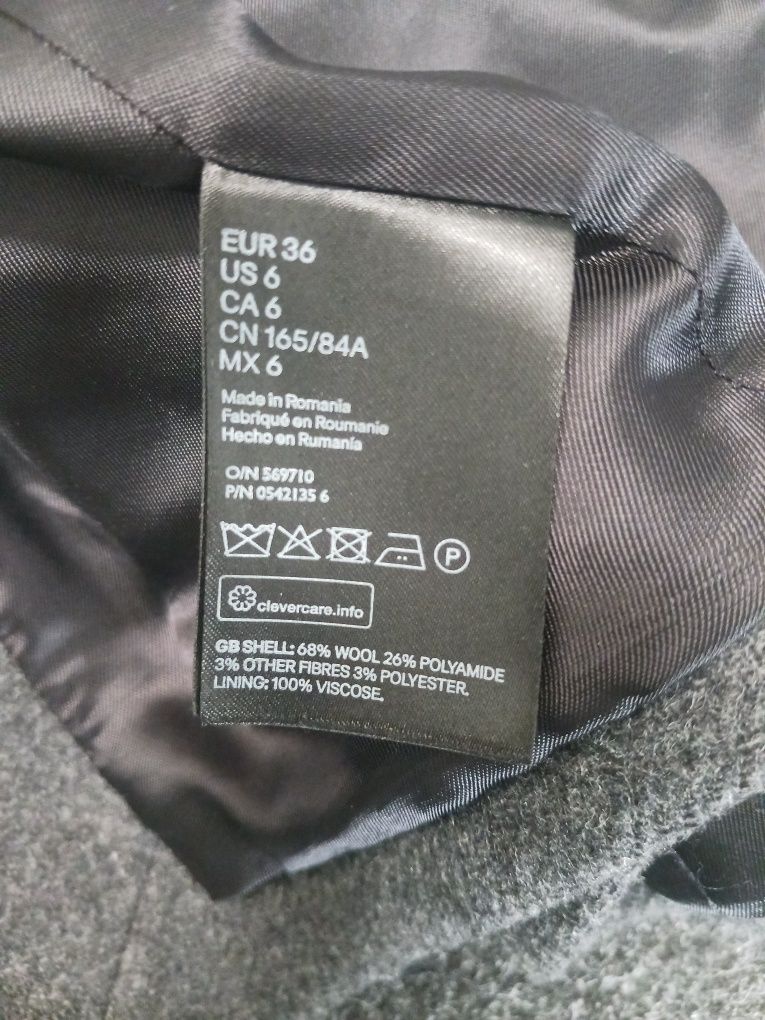 EUR 36
US 6
CA 6
CN 165/84A
MX 6
Made in Romania
Fabriqué en Roumanie
Hecho en Rumanía
O/N 569710
P/N 0542135 6
P
clevercare.info
GB SHELL: 68% WOOL 26% POLYAMIDE
3% OTHER FIBRES 3% POLYESTER.
LINING: 100% VISCOSE.